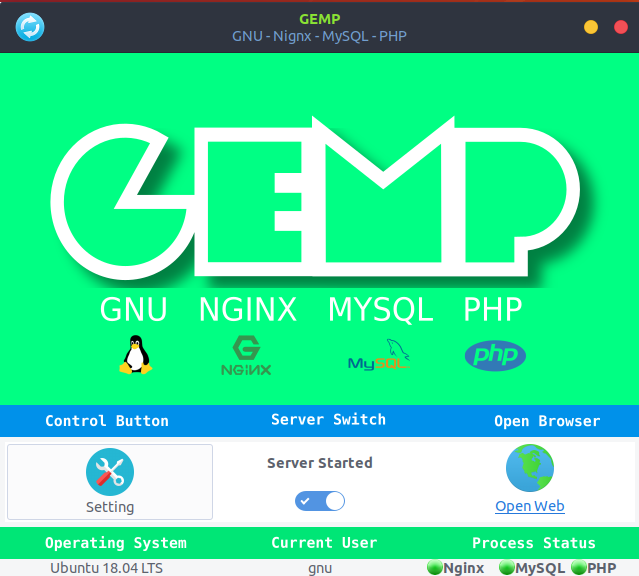 GEMP
GNU - Nignx - MySQL - PHP
GEMP
GNU NGINX MYSQL PHP
NGiNX MySQL php
Control Button Server Switch Open Browser
Server Started
Setting Open Web
Operating System Current User Process Status
Ubuntu 18.04 LTS gnu Nginx MySQL PHP